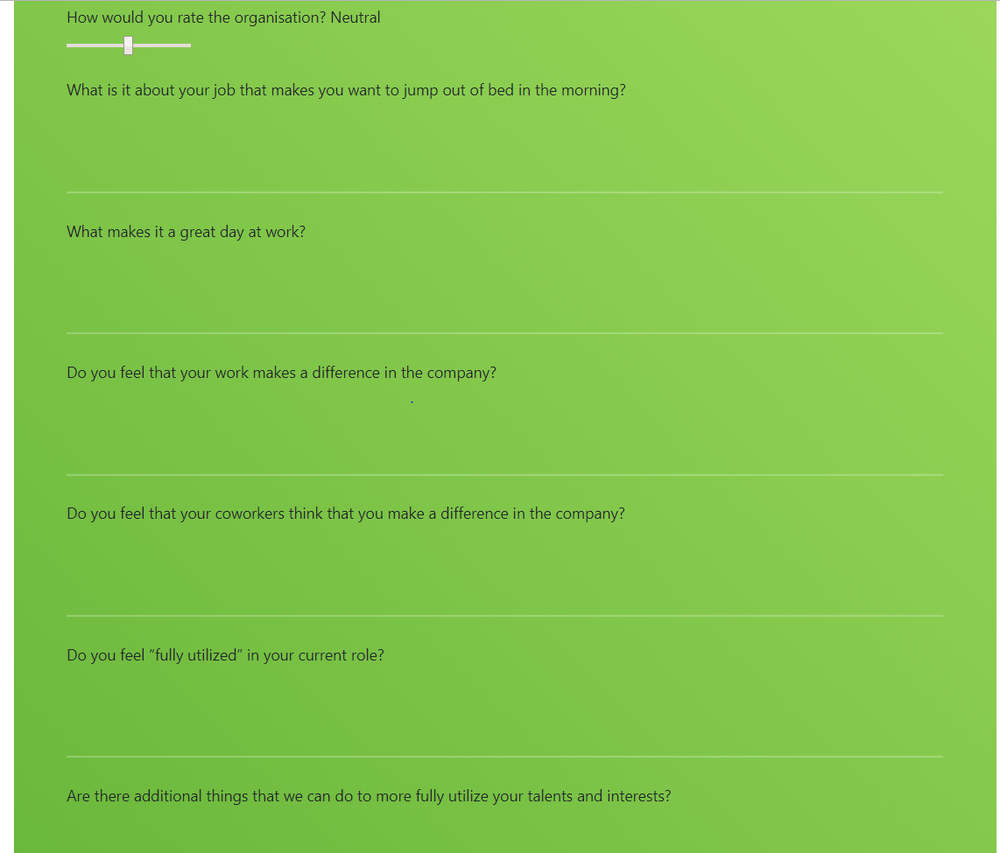 How would you rate the organisation? Neutral
What is it about your job that makes you want to jump out of bed in the morning?
What makes it a great day at work?
Do you feel that your work makes a difference in the company?
Do you feel that your coworkers think that you make a difference in the company?
Do you feel “fully utilized” in your current role?
Are there additional things that we can do to more fully utilize your talents and interests?